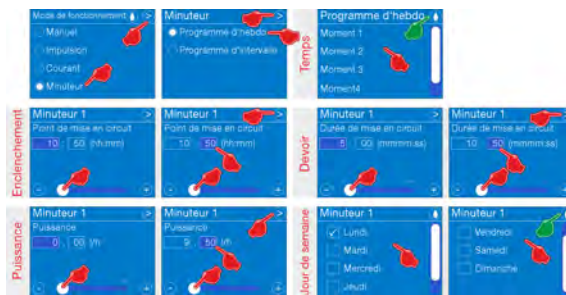 Mode de fonctionnement >
Manuel
Impulsion
Courant
Minuteur
Minuteur >
Programme d'hebdo
Programme d'intervalle
Temps
Programme d'hebdo
Moment 1
Moment 2
Moment 3
Moment4
Enclenchement
Minuteur 1 >
Point de mise en circuit
10 : 50 (hh:mm)
Minuteur 1 >
Point de mise en circuit
10 : 50 (hh:mm)
Devoir
Minuteur 1 >
Durée de mise en circuit
5 : 00 (mmmm:ss)
Minuteur 1 >
Durée de mise en circuit
10 : 50 (mmmm:ss)
Puissance
Minuteur 1 >
Puissance
0 . 00 l/h
Minuteur 1 >
Puissance
9 . 50 l/h
Jour de semaine
Minuteur 1
Lundi
Mardi
Mercredi
Jeudi
Minuteur 1
Vendredi
Samedi
Dimanche